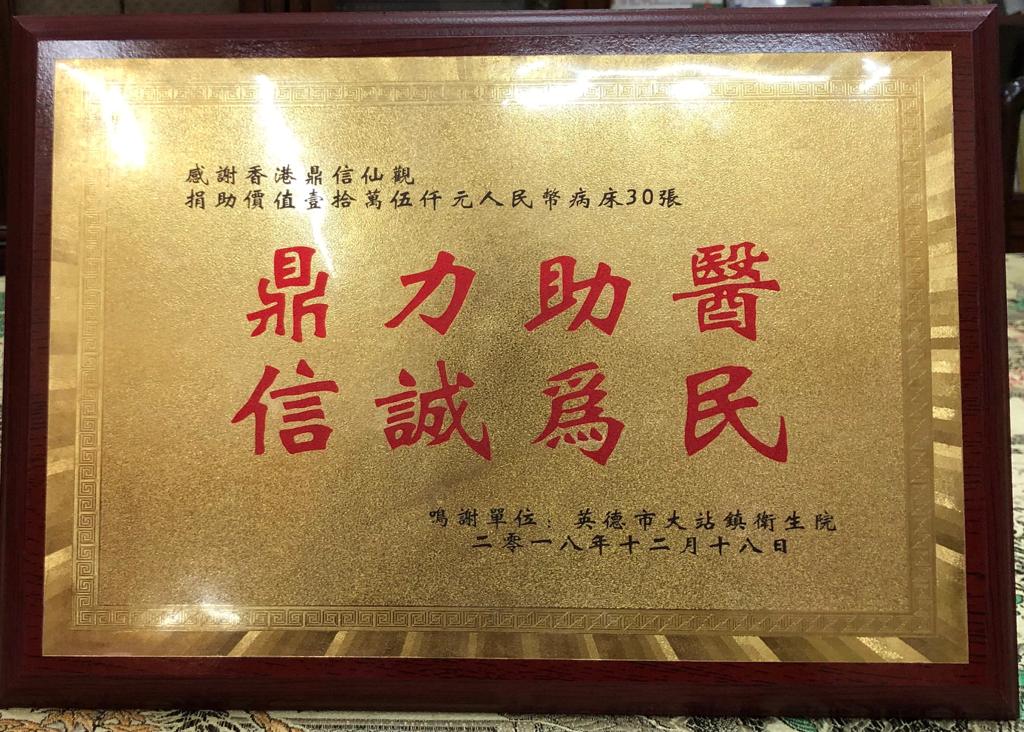 感謝香港鼎信仙觀
捐助價值壹拾萬伍仟元人民幣病床30張
鼎力助醫
信誠爲民
鳴謝單位：英德市大站鎮衛生院
二零一八年十二月十八日